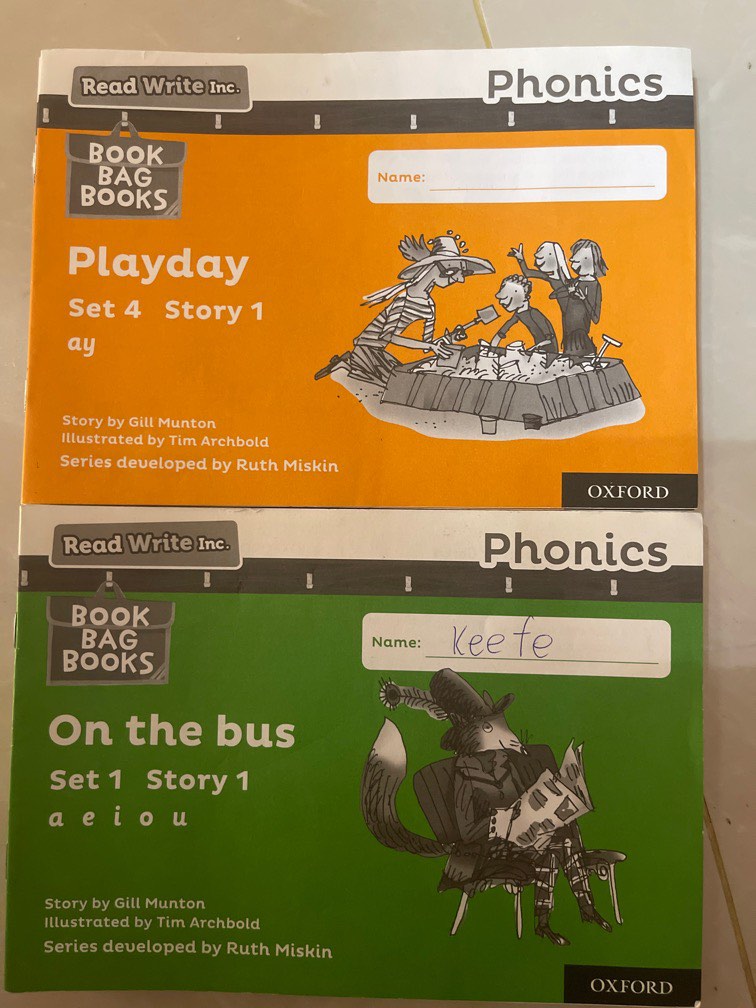 Read Write Inc.
Phonics
BOOK
BAG
BOOKS
Name:
Playday
Set 4 Story 1
ay
Story by Gill Munton
Illustrated by Tim Archbold
Series developed by Ruth Miskin
OXFORD
Read Write Inc.
Phonics
BOOK
BAG
BOOKS
Name: Keefe
On the bus
Set 1 Story 1
a e i o u
Story by Gill Munton
Illustrated by Tim Archbold
Series developed by Ruth Miskin
OXFORD